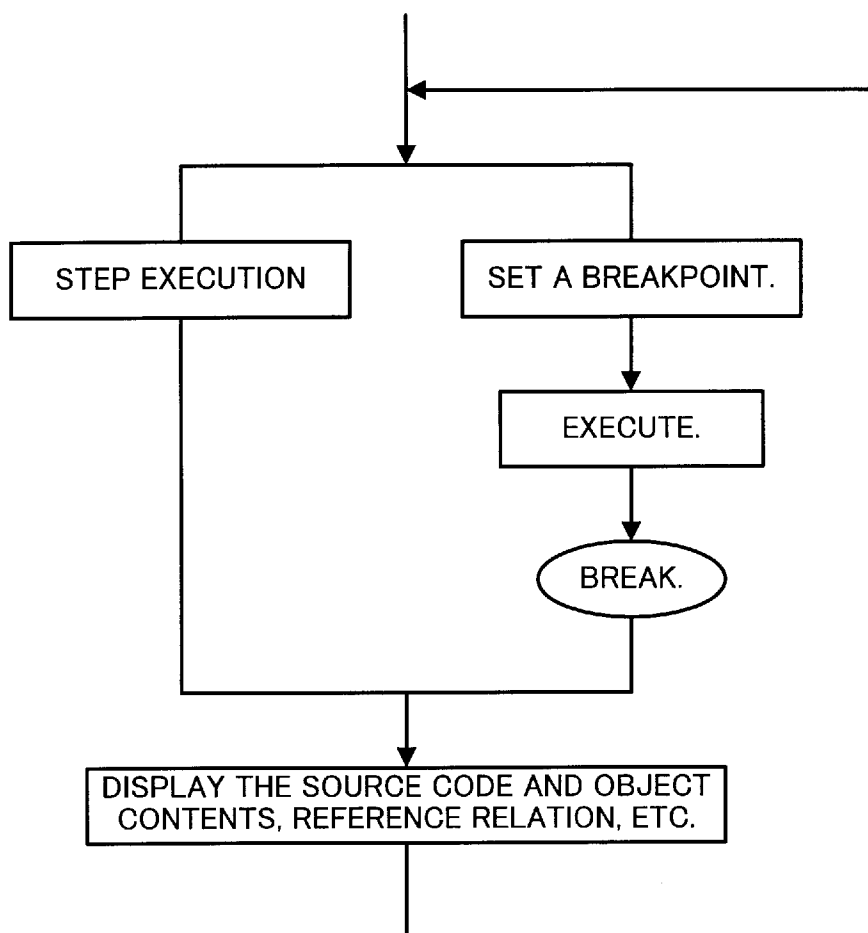 STEP EXECUTION
SET A BREAKPOINT.
EXECUTE.
BREAK.
DISPLAY THE SOURCE CODE AND OBJECT
CONTENTS, REFERENCE RELATION, ETC.